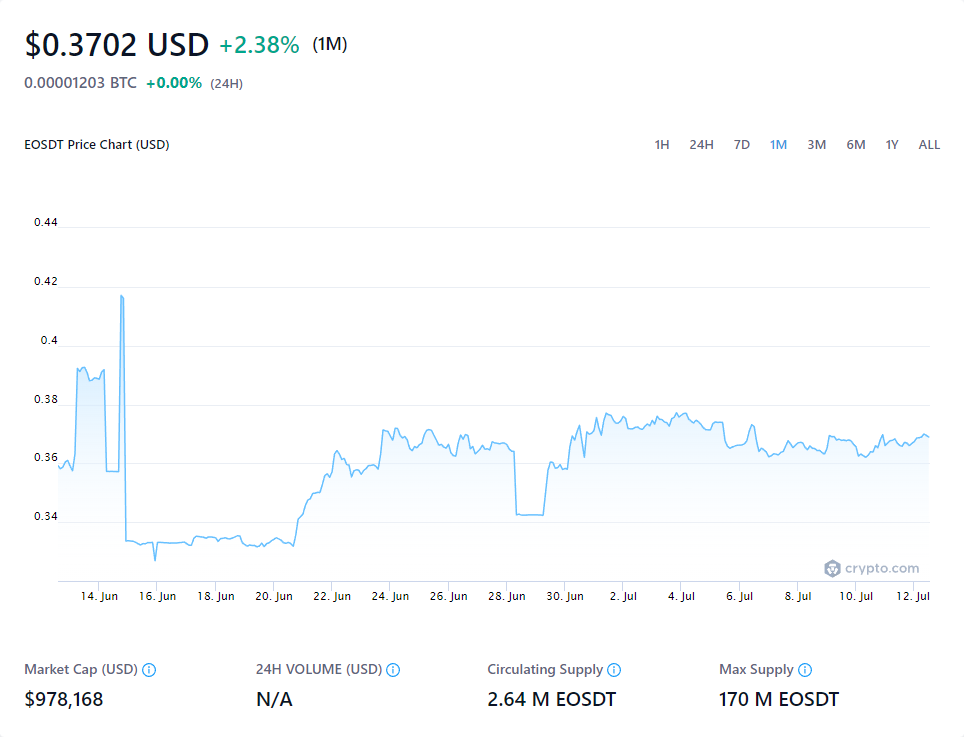 $0.3702 USD +2.38% (1M)
0.00001203 BTC +0.00% (24H)
EOSDT Price Chart (USD) 1H 24H 7D 1M 3M 6M 1Y ALL
0.44
0.42
0.4
0.38
0.36
0.34
crypto.com
14. Jun 16. Jun 18. Jun 20. Jun 22. Jun 24. Jun 26. Jun 28. Jun 30. Jun 2. Jul 4. Jul 6. Jul 8. Jul 10. Jul 12. Jul
Market Cap (USD) 24H VOLUME (USD) Circulating Supply Max Supply
$978,168 N/A 2.64 M EOSDT 170 M EOSDT